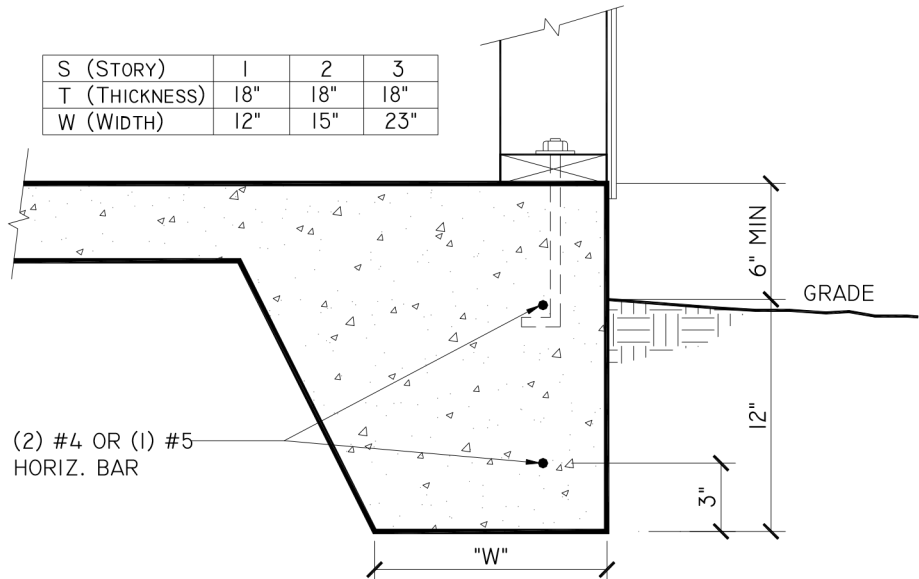 S (STORY) 1 2 3
T (THICKNESS) 18" 18" 18"
W (WIDTH) 12" 15" 23"
6" MIN
GRADE
12"
(2) #4 OR (1) #5
HORIZ. BAR
3"
"W"